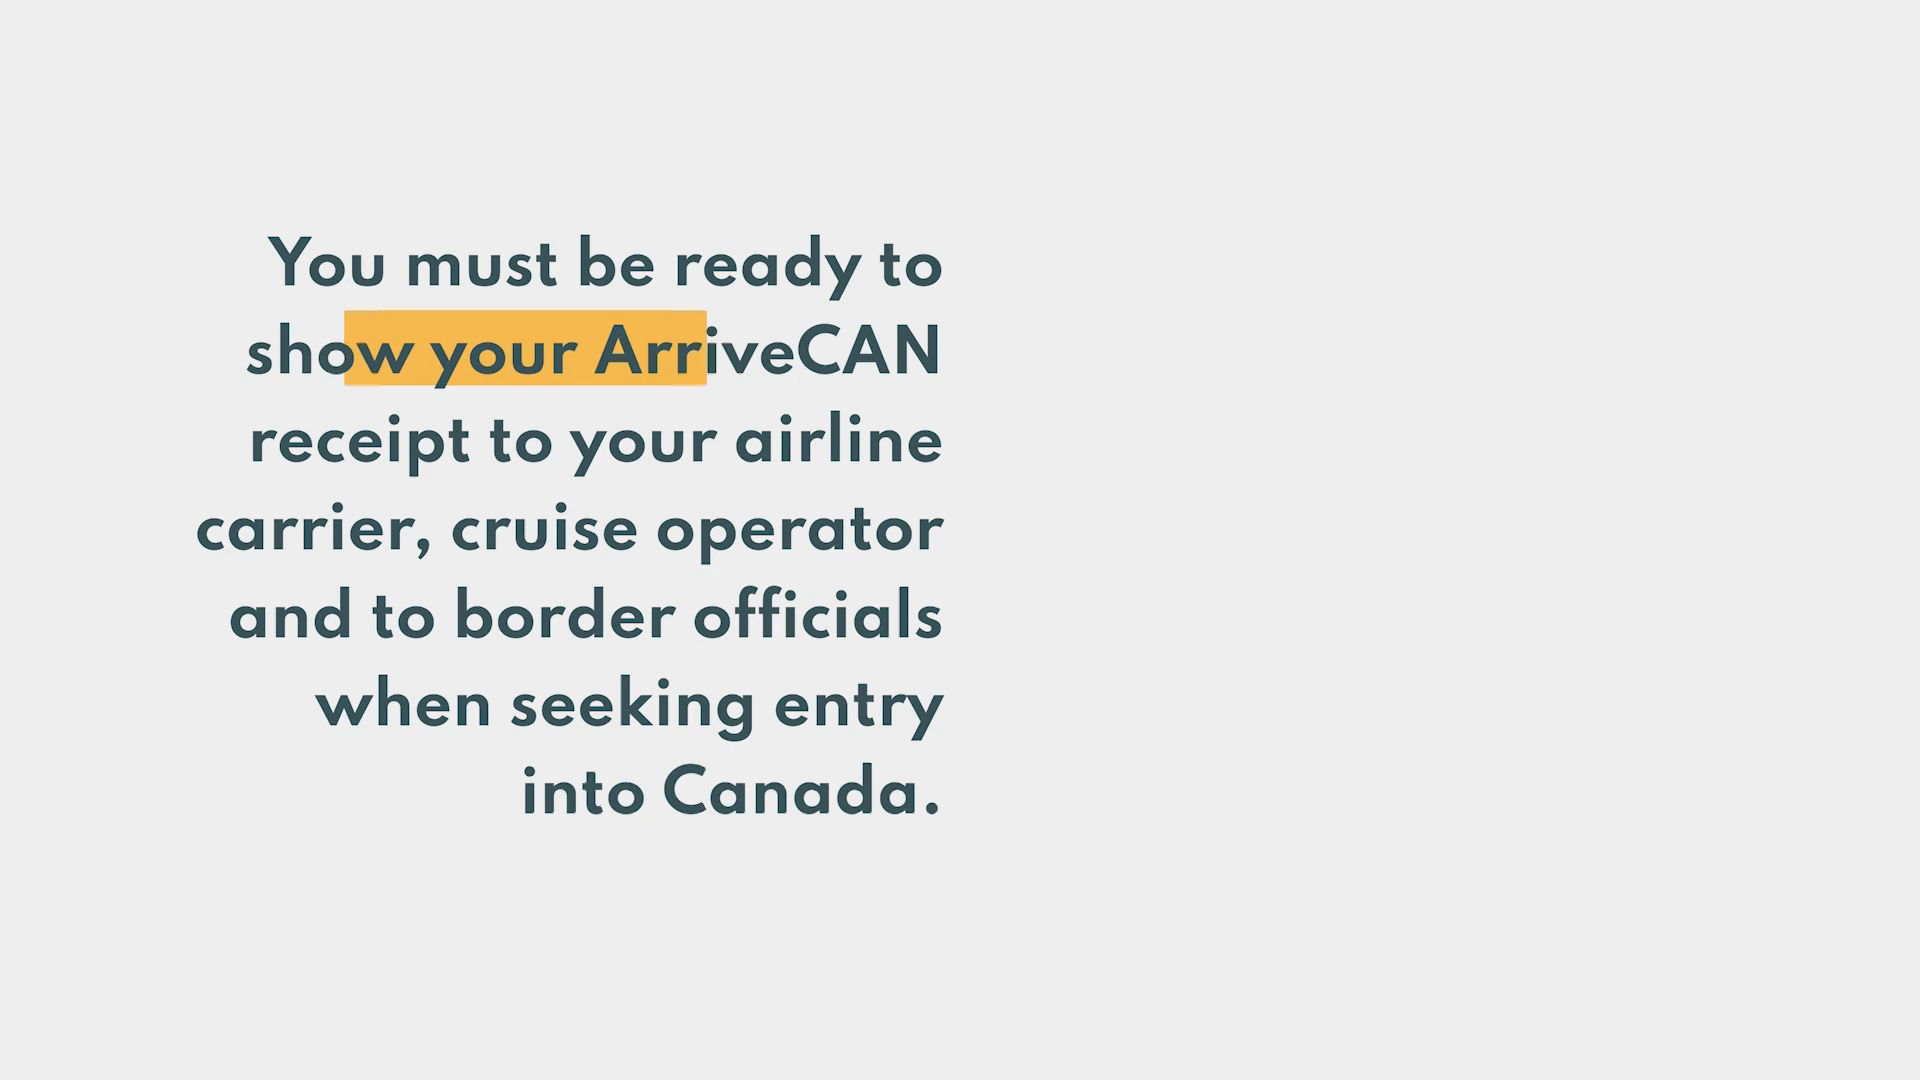 You must be ready to
show your ArriveCAN
receipt to your airline
carrier, cruise operator
and to border officials
when seeking entry
into Canada.